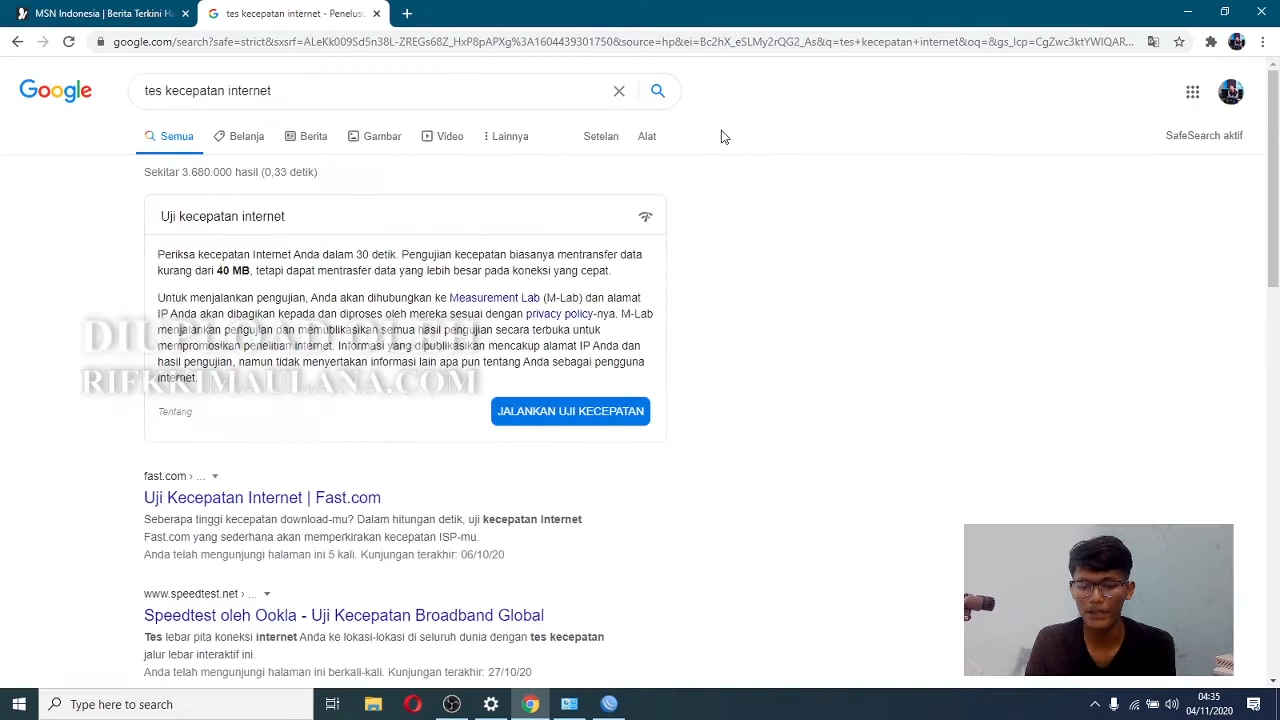 MSN Indonesia | Berita Terkini Ha
tes kecepatan internet - Penelus
google.com/search?safe=strict&sxsrf=ALeKk009Sd5n38L-ZREGs68Z_HxP8pAPXg%3A1604439301750&source=hp&ei=Bc2hX_eSLMy2rQG2_As&q=tes+kecepatan+internet&oq=&gs_lcp=CgZwc3ktYWIQAR...
Google
tes kecepatan internet
Semua
Belanja
Berita
Gambar
Video
Lainnya
Setelan
Alat
SafeSearch aktif
Sekitar 3.680.000 hasil (0,33 detik)
Uji kecepatan internet
Periksa kecepatan Internet Anda dalam 30 detik. Pengujian kecepatan biasanya mentransfer data
kurang dari 40 MB, tetapi dapat mentrasfer data yang lebih besar pada koneksi yang cepat.
Untuk menjalankan pengujian, Anda akan dihubungkan ke Measurement Lab (M-Lab) dan alamat
IP Anda akan dibagikan kepada dan diproses oleh mereka sesuai dengan privacy policy-nya. M-Lab
menjalankan pengujian dan memublikasikan semua hasil pengujian secara terbuka untuk
mempromosikan penelitian internet. Informasi yang dipublikasikan mencakup alamat IP Anda dan
hasil pengujian, namun tidak menyertakan informasi lain apa pun tentang Anda sebagai pengguna
internet.
RIFKKIMAULANA.COM
Tentang
JALANKAN UJI KECEPATAN
fast.com › ...
Uji Kecepatan Internet | Fast.com
Seberapa tinggi kecepatan download-mu? Dalam hitungan detik, uji kecepatan Internet
Fast.com yang sederhana akan memperkirakan kecepatan ISP-mu.
Anda telah mengunjungi halaman ini 5 kali. Kunjungan terakhir: 06/10/20
www.speedtest.net › ...
Speedtest oleh Ookla - Uji Kecepatan Broadband Global
Tes lebar pita koneksi internet Anda ke lokasi-lokasi di seluruh dunia dengan tes kecepatan
jalur lebar interaktif ini.
Anda telah mengunjungi halaman ini berkali-kali. Kunjungan terakhir: 27/10/20
Type here to search
04:35
04/11/2020